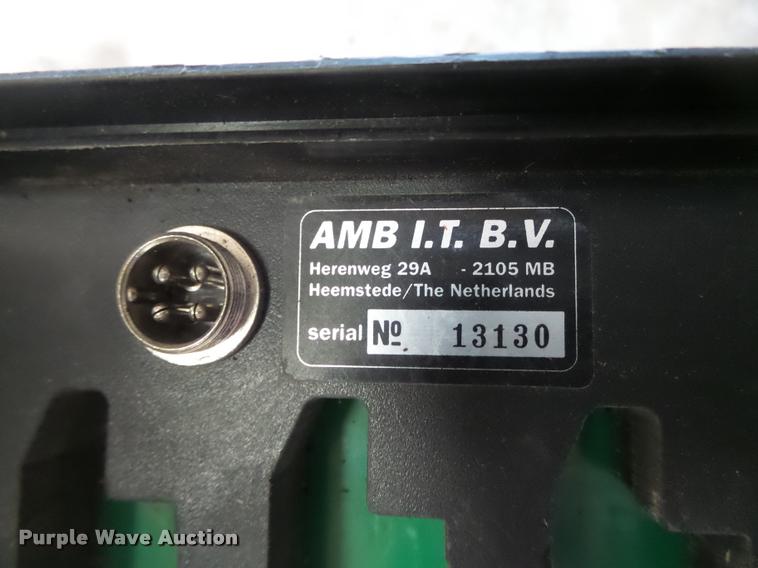 AMB I.T. B.V.
Herenweg 29A - 2105 MB
Heemstede/The Netherlands
serial № 13130
Purple Wave Auction